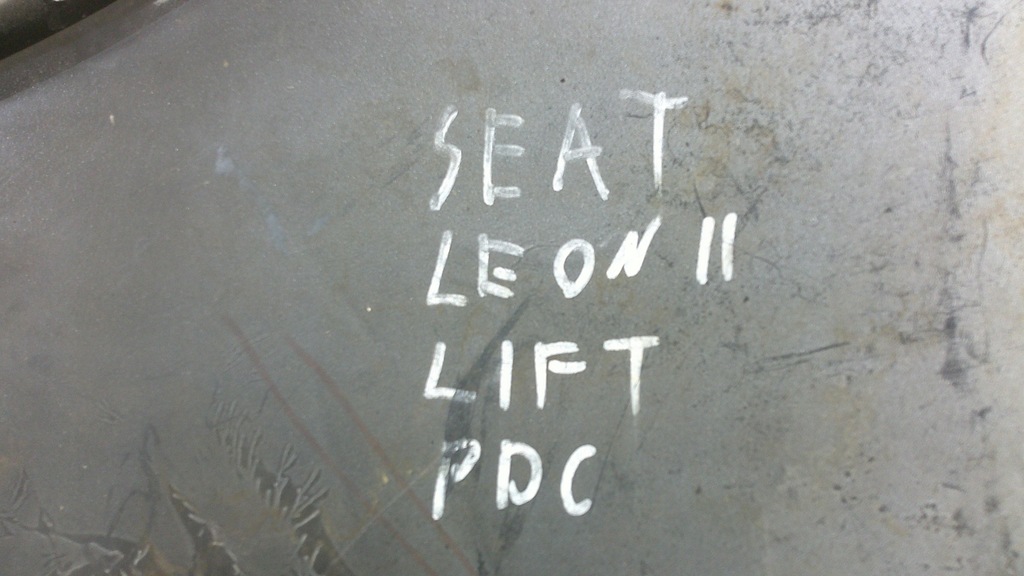 SEAT
LEON II
LIFT
PDC